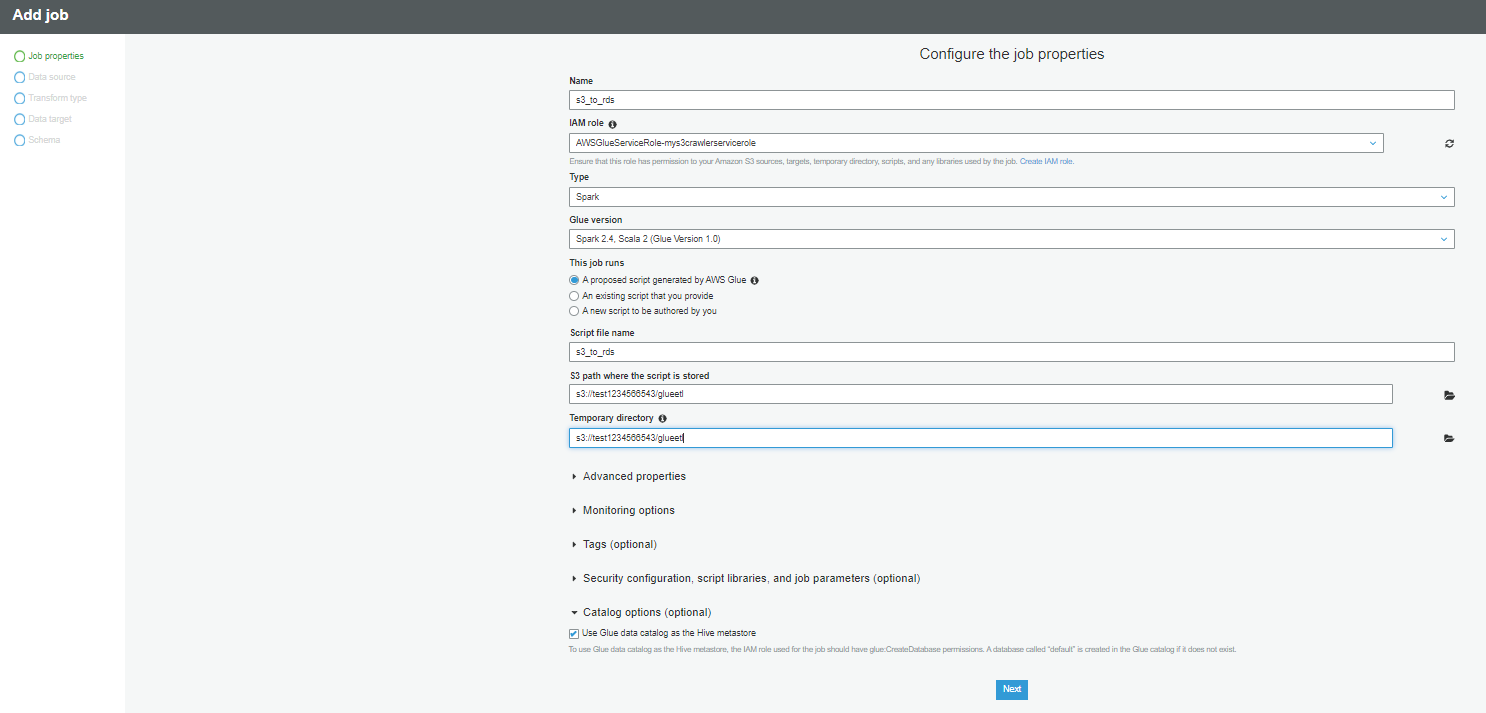 Add job
Job properties
Data source
Transform type
Data target
Schema
Configure the job properties
Name
s3_to_rds
IAM role
AWSGlueServiceRole-mys3crawlerservicerole
Ensure that this role has permission to your Amazon S3 sources, targets, temporary directory, scripts, and any libraries used by the job. Create IAM role.
Type
Spark
Glue version
Spark 2.4, Scala 2 (Glue Version 1.0)
This job runs
A proposed script generated by AWS Glue
An existing script that you provide
A new script to be authored by you
Script file name
s3_to_rds
S3 path where the script is stored
s3://test1234566543/glueetl
Temporary directory
s3://test1234566543/glueetl
Advanced properties
Monitoring options
Tags (optional)
Security configuration, script libraries, and job parameters (optional)
Catalog options (optional)
Use Glue data catalog as the Hive metastore
To use Glue data catalog as the Hive metastore, the IAM role used for the job should have glue:CreateDatabase permissions. A database called "default" is created in the Glue catalog if it does not exist.
Next